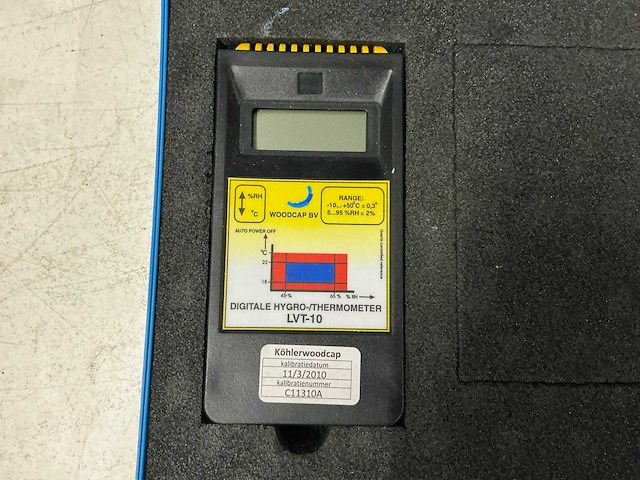 %RH
°C
WOODCAP BV
RANGE:
-10... +50°C ± 0,3°
5...95 %RH ± 2%
AUTO POWER OFF
°C
22
18
45 %
65 %
% RH
DIGITALE HYGRO-/THERMOMETER
LVT-10
Köhlerwoodcap
kalibratiedatum
11/3/2010
kalibratienummer
C11310A